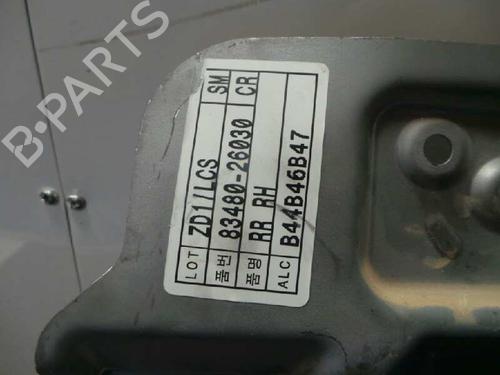 B-PARTS
LOT ZD1//LCS SM
품번 83480-26030 CR
품명 RR RH
ALC B44B46B47